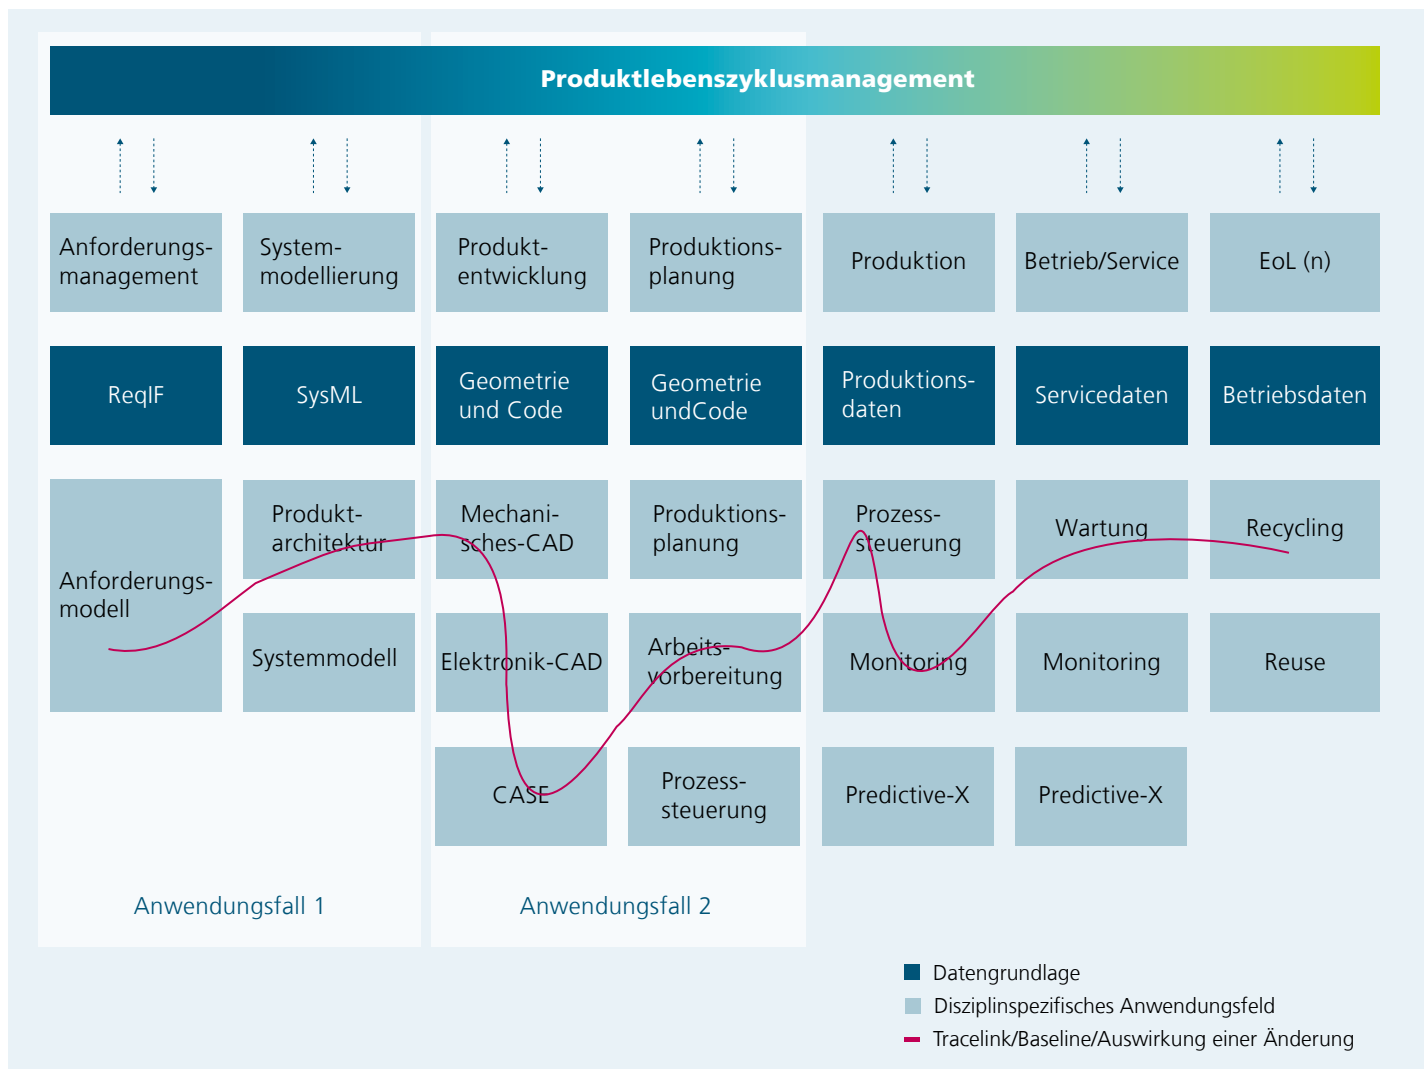 Produktlebenszyklusmanagement
Anforderungs-
management
System-
modellierung
Produkt-
entwicklung
Produktions-
planung
Produktion
Betrieb/Service
EoL (n)
ReqIF
SysML
Geometrie
und Code
Geometrie
undCode
Produktions-
daten
Servicedaten
Betriebsdaten
Anforderungs-
modell
Produkt-
architektur
Mechani-
sches-CAD
Produktions-
planung
Prozess-
steuerung
Wartung
Recycling
Systemmodell
Elektronik-CAD
Arbeits-
vorbereitung
Monitoring
Monitoring
Reuse
CASE
Prozess-
steuerung
Predictive-X
Predictive-X
Anwendungsfall 1
Anwendungsfall 2
Datengrundlage
Disziplinspezifisches Anwendungsfeld
Tracelink/Baseline/Auswirkung einer Änderung